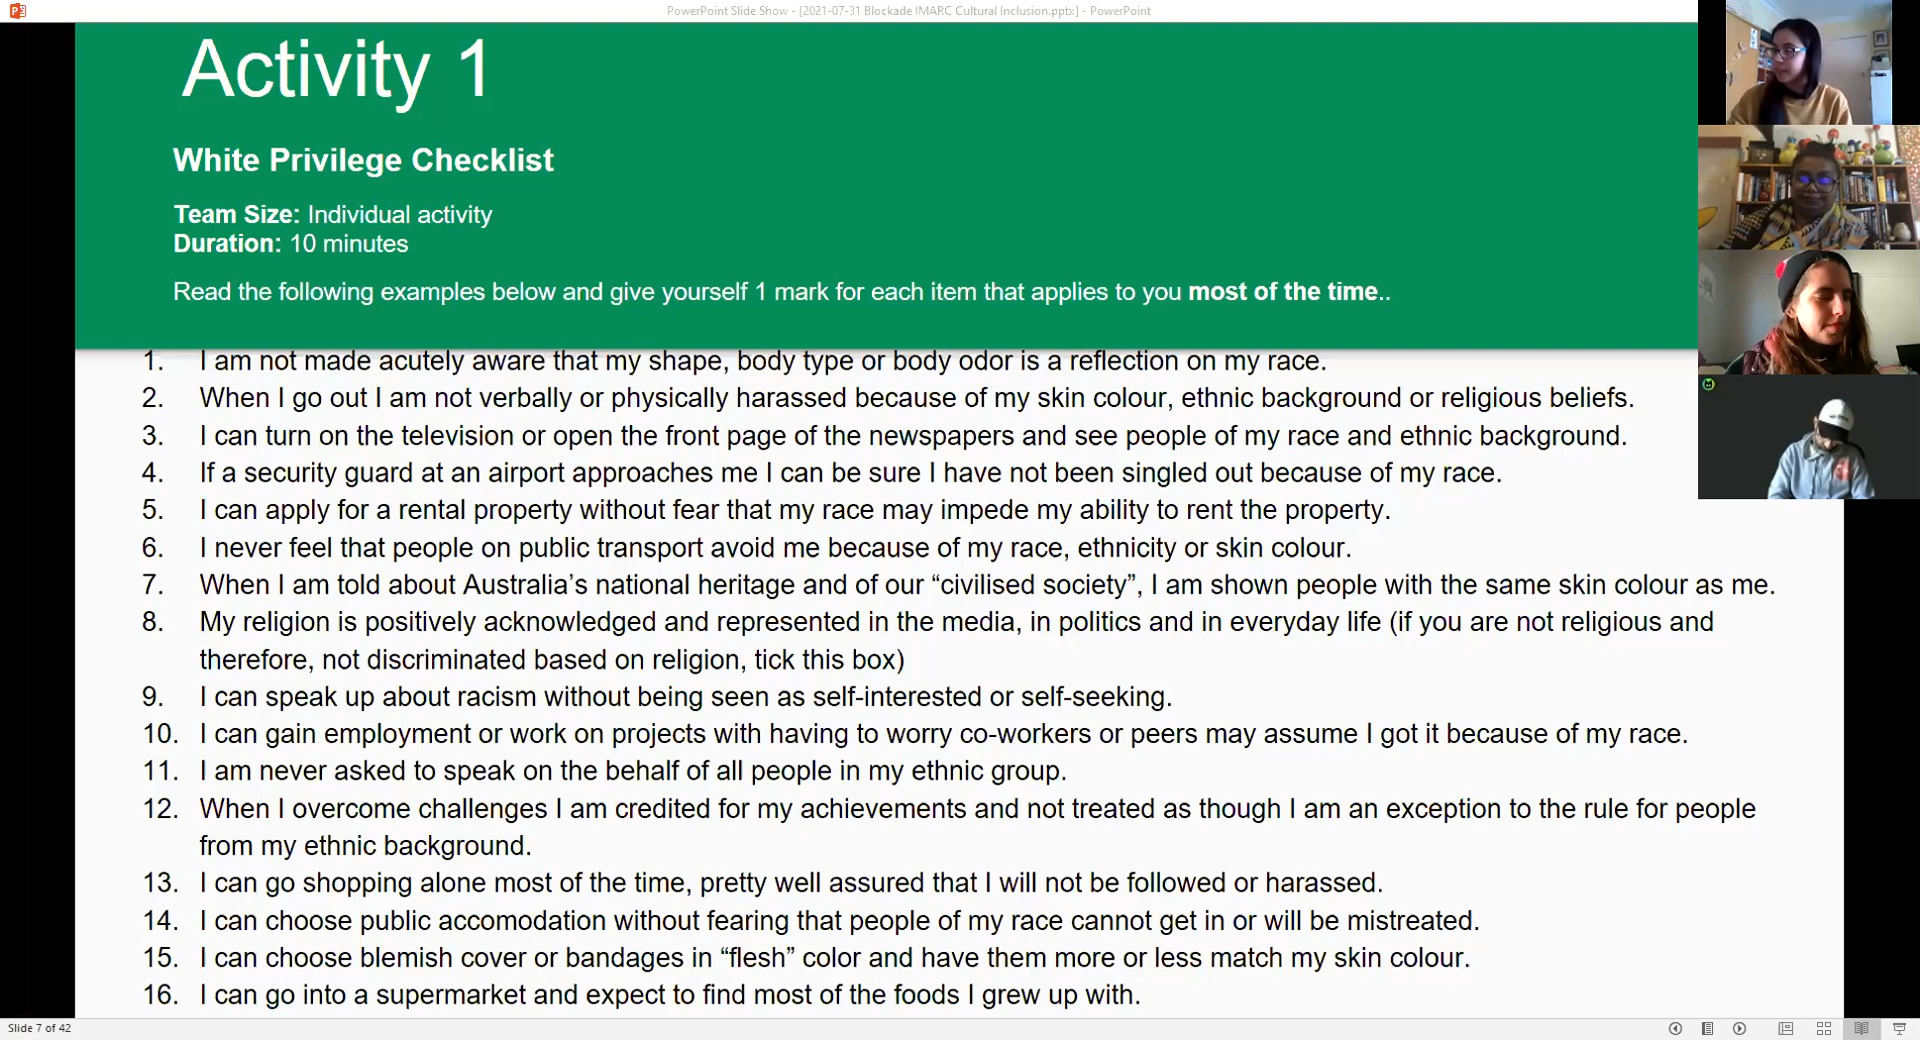 PowerPoint Slide Show - [2021-07-31 Blockade IMARC Cultural Inclusion.pptx] - PowerPoint
Activity 1
White Privilege Checklist
Team Size: Individual activity
Duration: 10 minutes
Read the following examples below and give yourself 1 mark for each item that applies to you most of the time..
1. I am not made acutely aware that my shape, body type or body odor is a reflection on my race.
2. When I go out I am not verbally or physically harassed because of my skin colour, ethnic background or religious beliefs.
3. I can turn on the television or open the front page of the newspapers and see people of my race and ethnic background.
4. If a security guard at an airport approaches me I can be sure I have not been singled out because of my race.
5. I can apply for a rental property without fear that my race may impede my ability to rent the property.
6. I never feel that people on public transport avoid me because of my race, ethnicity or skin colour.
7. When I am told about Australia’s national heritage and of our “civilised society”, I am shown people with the same skin colour as me.
8. My religion is positively acknowledged and represented in the media, in politics and in everyday life (if you are not religious and
therefore, not discriminated based on religion, tick this box)
9. I can speak up about racism without being seen as self-interested or self-seeking.
10. I can gain employment or work on projects with having to worry co-workers or peers may assume I got it because of my race.
11. I am never asked to speak on the behalf of all people in my ethnic group.
12. When I overcome challenges I am credited for my achievements and not treated as though I am an exception to the rule for people
from my ethnic background.
13. I can go shopping alone most of the time, pretty well assured that I will not be followed or harassed.
14. I can choose public accomodation without fearing that people of my race cannot get in or will be mistreated.
15. I can choose blemish cover or bandages in “flesh” color and have them more or less match my skin colour.
16. I can go into a supermarket and expect to find most of the foods I grew up with.
Slide 7 of 42